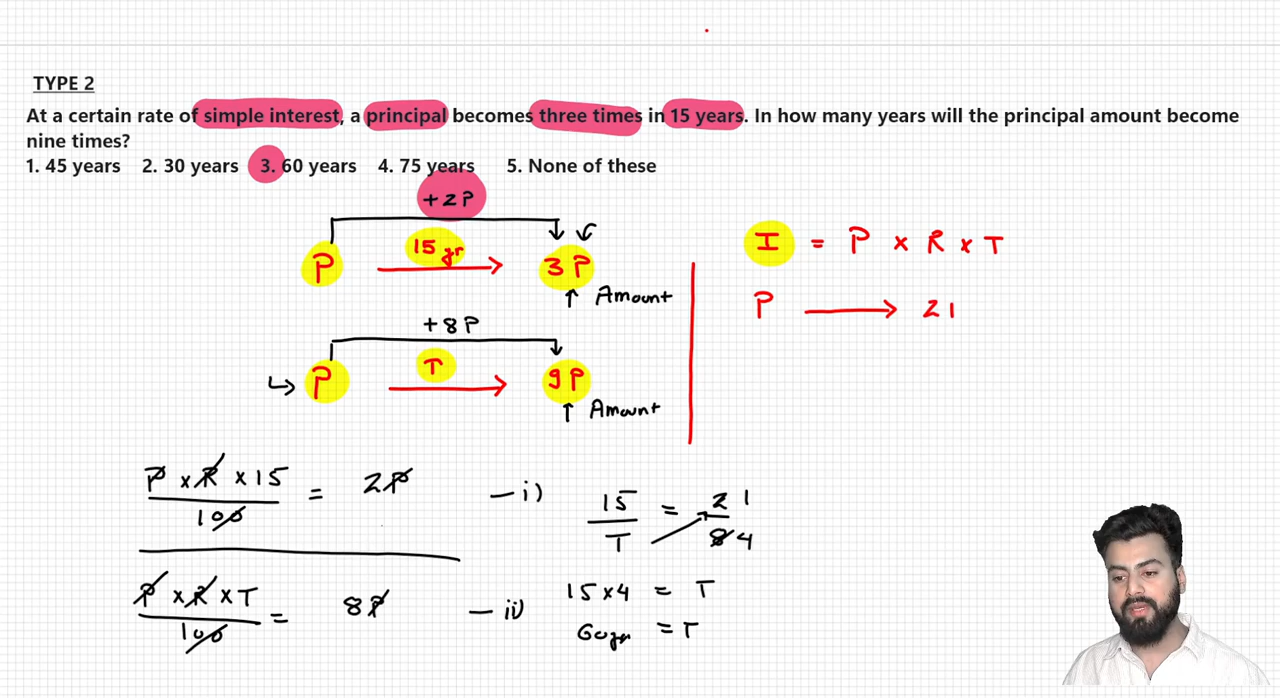 TYPE 2
At a certain rate of simple interest, a principal becomes three times in 15 years. In how many years will the principal amount become
nine times?
1. 45 years 2. 30 years 3. 60 years 4. 75 years 5. None of these
+2P
P 15 yr 3P
↑ Amount
+8P
P T 9P
↑ Amount
I = P × R × T
P → 21
P × R × 15 / 100 = 2P — i)
P × R × T / 100 = 8P — ii)
15 / T = 2 1 / 8 4
15×4 = T
60yr = T